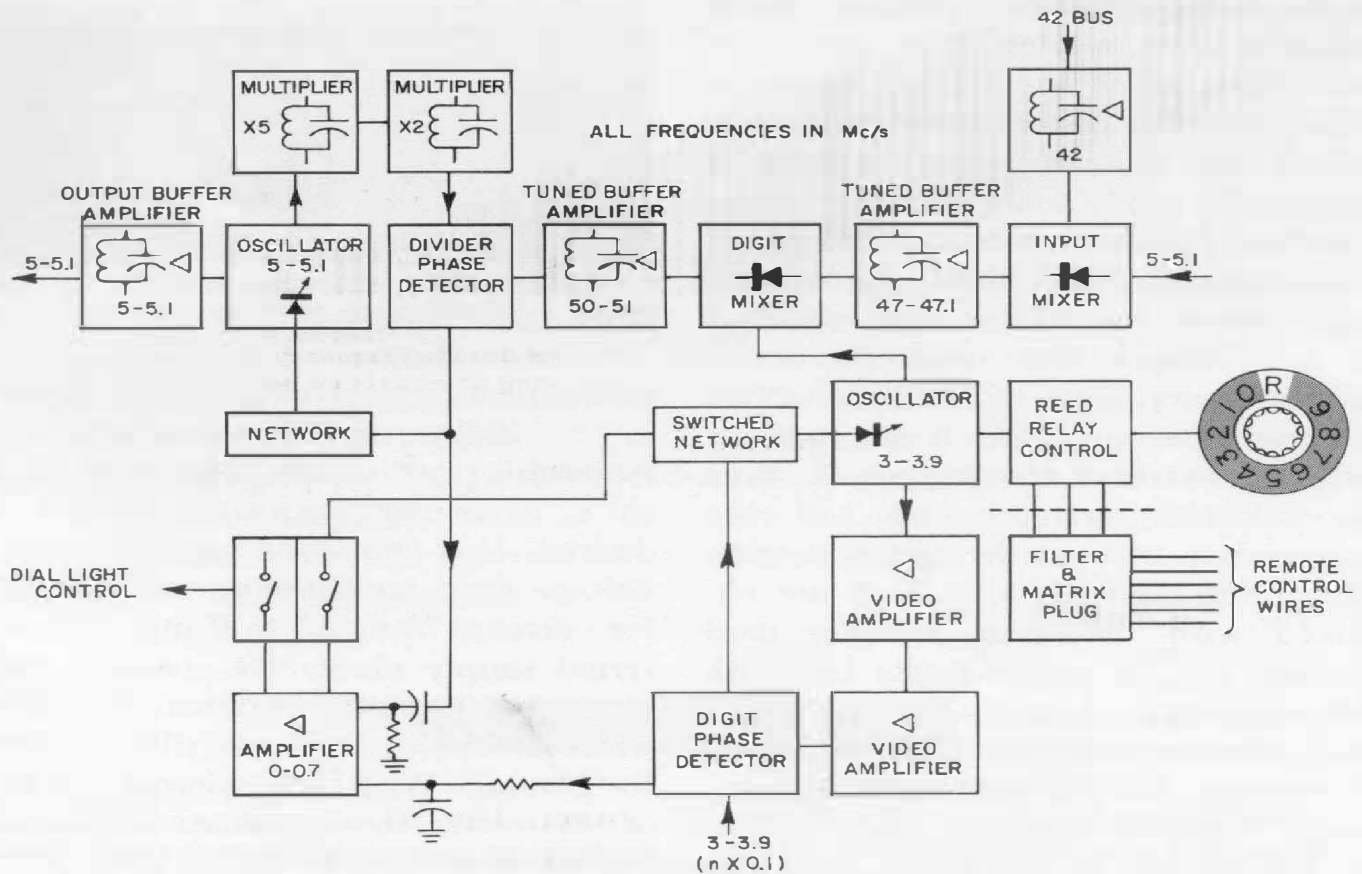 42 BUS
MULTIPLIER
X5
MULTIPLIER
X2
ALL FREQUENCIES IN Mc/s
42
OUTPUT BUFFER
AMPLIFIER
5-5.1
5-5.1
OSCILLATOR
5-5.1
DIVIDER
PHASE
DETECTOR
TUNED BUFFER
AMPLIFIER
50-51
DIGIT
MIXER
TUNED BUFFER
AMPLIFIER
47-47.1
INPUT
MIXER
5-5.1
NETWORK
SWITCHED
NETWORK
OSCILLATOR
3-3.9
REED
RELAY
CONTROL
R 0 1 2 3 4 5 6 7 8 9
DIAL LIGHT
CONTROL
VIDEO
AMPLIFIER
FILTER
&
MATRIX
PLUG
REMOTE
CONTROL
WIRES
AMPLIFIER
0-0.7
DIGIT
PHASE
DETECTOR
VIDEO
AMPLIFIER
3-3.9
(n X 0.1)